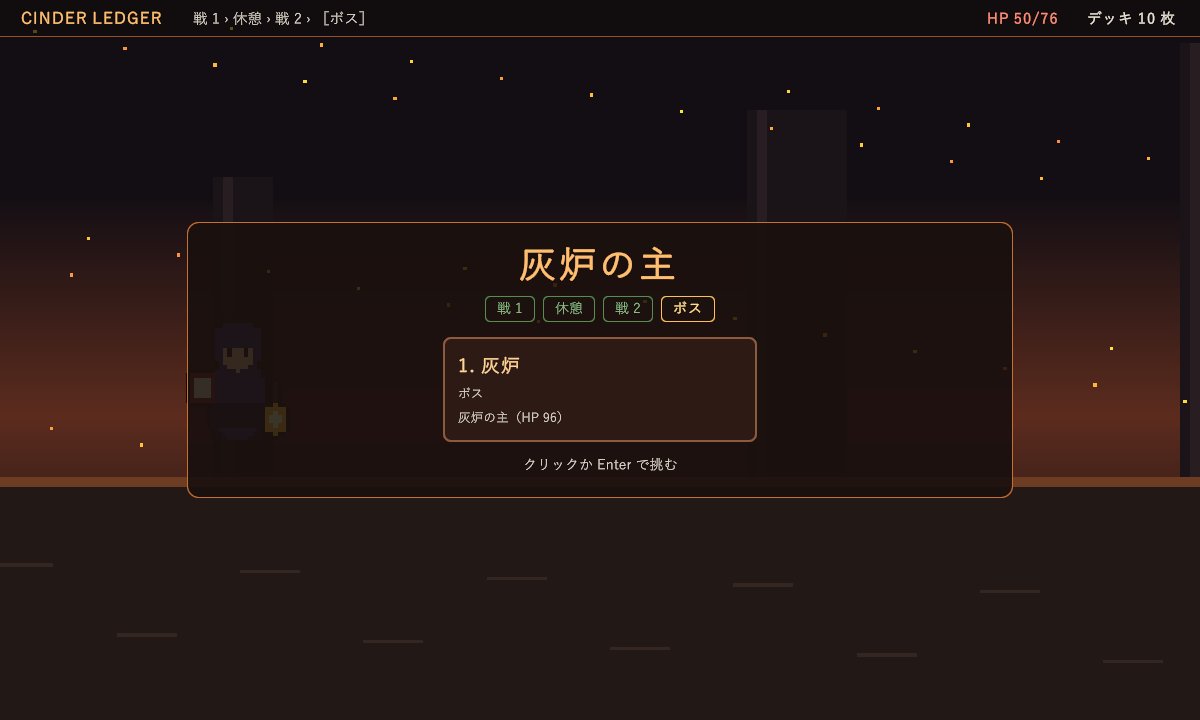 CINDER LEDGER 戦 1 › 休憩 › 戦 2 › ［ボス］ HP 50/76 デッキ 10 枚
灰炉の主
戦 1 休憩 戦 2 ボス
1. 灰炉
ボス
灰炉の主（HP 96）
クリックか Enter で挑む